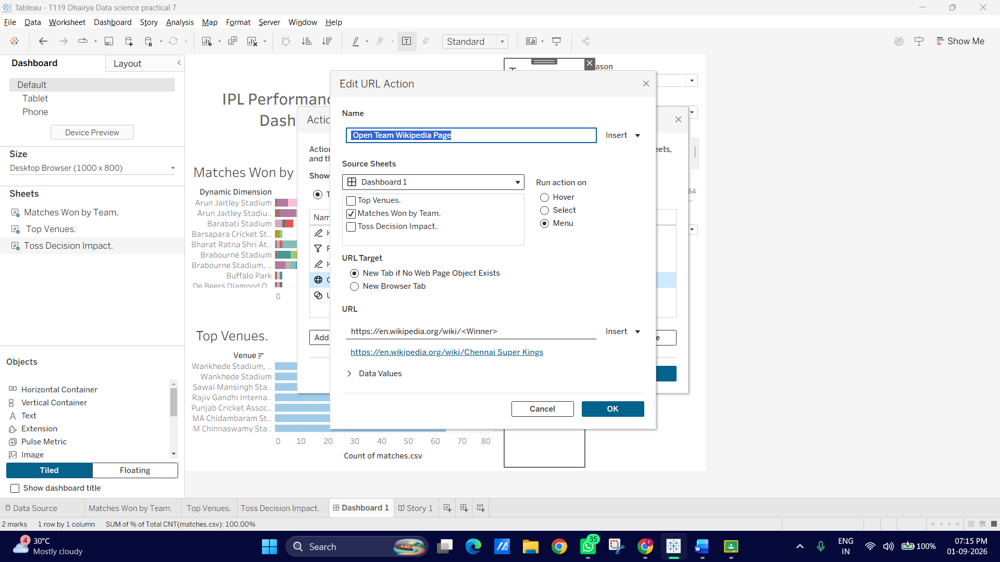 Tableau - T119 Dhairya Data science practical 7
File Data Worksheet Dashboard Story Analysis Map Format Server Window Help
Standard
Show Me
Dashboard
Layout
Default
Tablet
Phone
Device Preview
Size
Desktop Browser (1000 x 800)
Sheets
Matches Won by Team.
Top Venues.
Toss Decision Impact.
Objects
Horizontal Container
Vertical Container
Text
Extension
Pulse Metric
Image
Tiled
Floating
Show dashboard title
IPL Performanc
Dash
Matches Won by
Dynamic Dimension
Arun Jaitley Stadium
Arun Jaitley Stadiu..
Barabati Stadium
Barsapara Cricket St..
Bharat Ratna Shri At..
Brabourne Stadium
Brabourne Stadium, ..
Buffalo Park
De Beers Diamond O..
0
Top Venues.
Venue
Wankhede Stadium, ..
Wankhede Stadium
Sawai Mansingh Sta..
Rajiv Gandhi Interna..
Punjab Cricket Assoc..
MA Chidambaram St..
M Chinnaswamy Sta..
0 10 20 30 40 50 60 70 80
Count of matches.csv
ason
64
Actio
Action
and th
eets,
Show
T
Nam
Add
e
Edit URL Action
Name
Open Team Wikipedia Page
Insert
Source Sheets
Dashboard 1
Top Venues.
Matches Won by Team.
Toss Decision Impact.
Run action on
Hover
Select
Menu
URL Target
New Tab if No Web Page Object Exists
New Browser Tab
URL
https://en.wikipedia.org/wiki/<Winner>
Insert
https://en.wikipedia.org/wiki/Chennai Super Kings
Data Values
Cancel
OK
Data Source
Matches Won by Team.
Top Venues.
Toss Decision Impact.
Dashboard 1
Story 1
2 marks 1 row by 1 column SUM of % of Total CNT(matches.csv): 100.00%
4
30°C
Mostly cloudy
Search
35
ENG
IN
100%
07:15 PM
01-09-2026